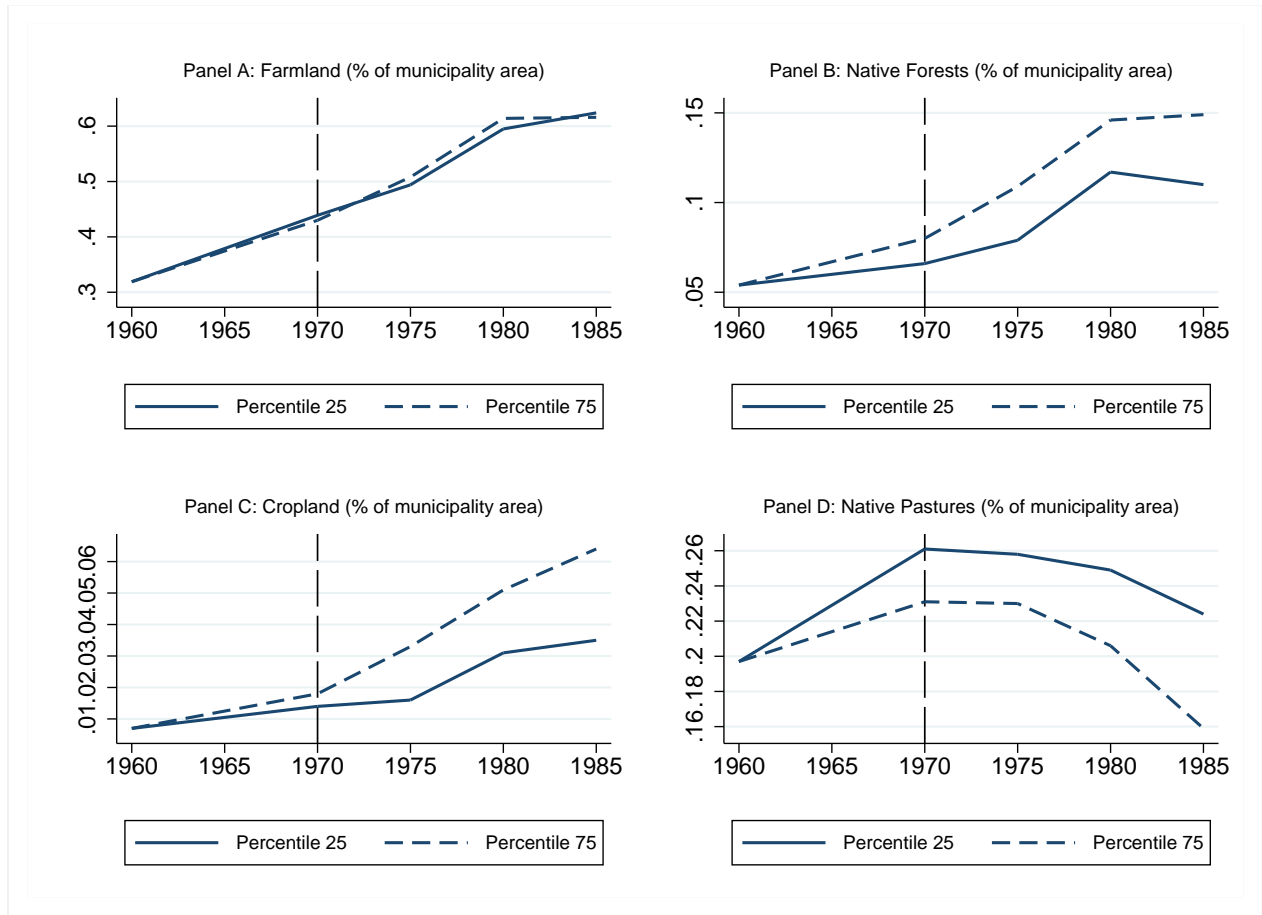 Panel A: Farmland (% of municipality area)
.3 .4 .5 .6
1960 1965 1970 1975 1980 1985
Percentile 25 Percentile 75
Panel B: Native Forests (% of municipality area)
.05 .1 .15
1960 1965 1970 1975 1980 1985
Percentile 25 Percentile 75
Panel C: Cropland (% of municipality area)
.01 .02 .03 .04 .05 .06
1960 1965 1970 1975 1980 1985
Percentile 25 Percentile 75
Panel D: Native Pastures (% of municipality area)
.16 .18 .2 .22 .24 .26
1960 1965 1970 1975 1980 1985
Percentile 25 Percentile 75